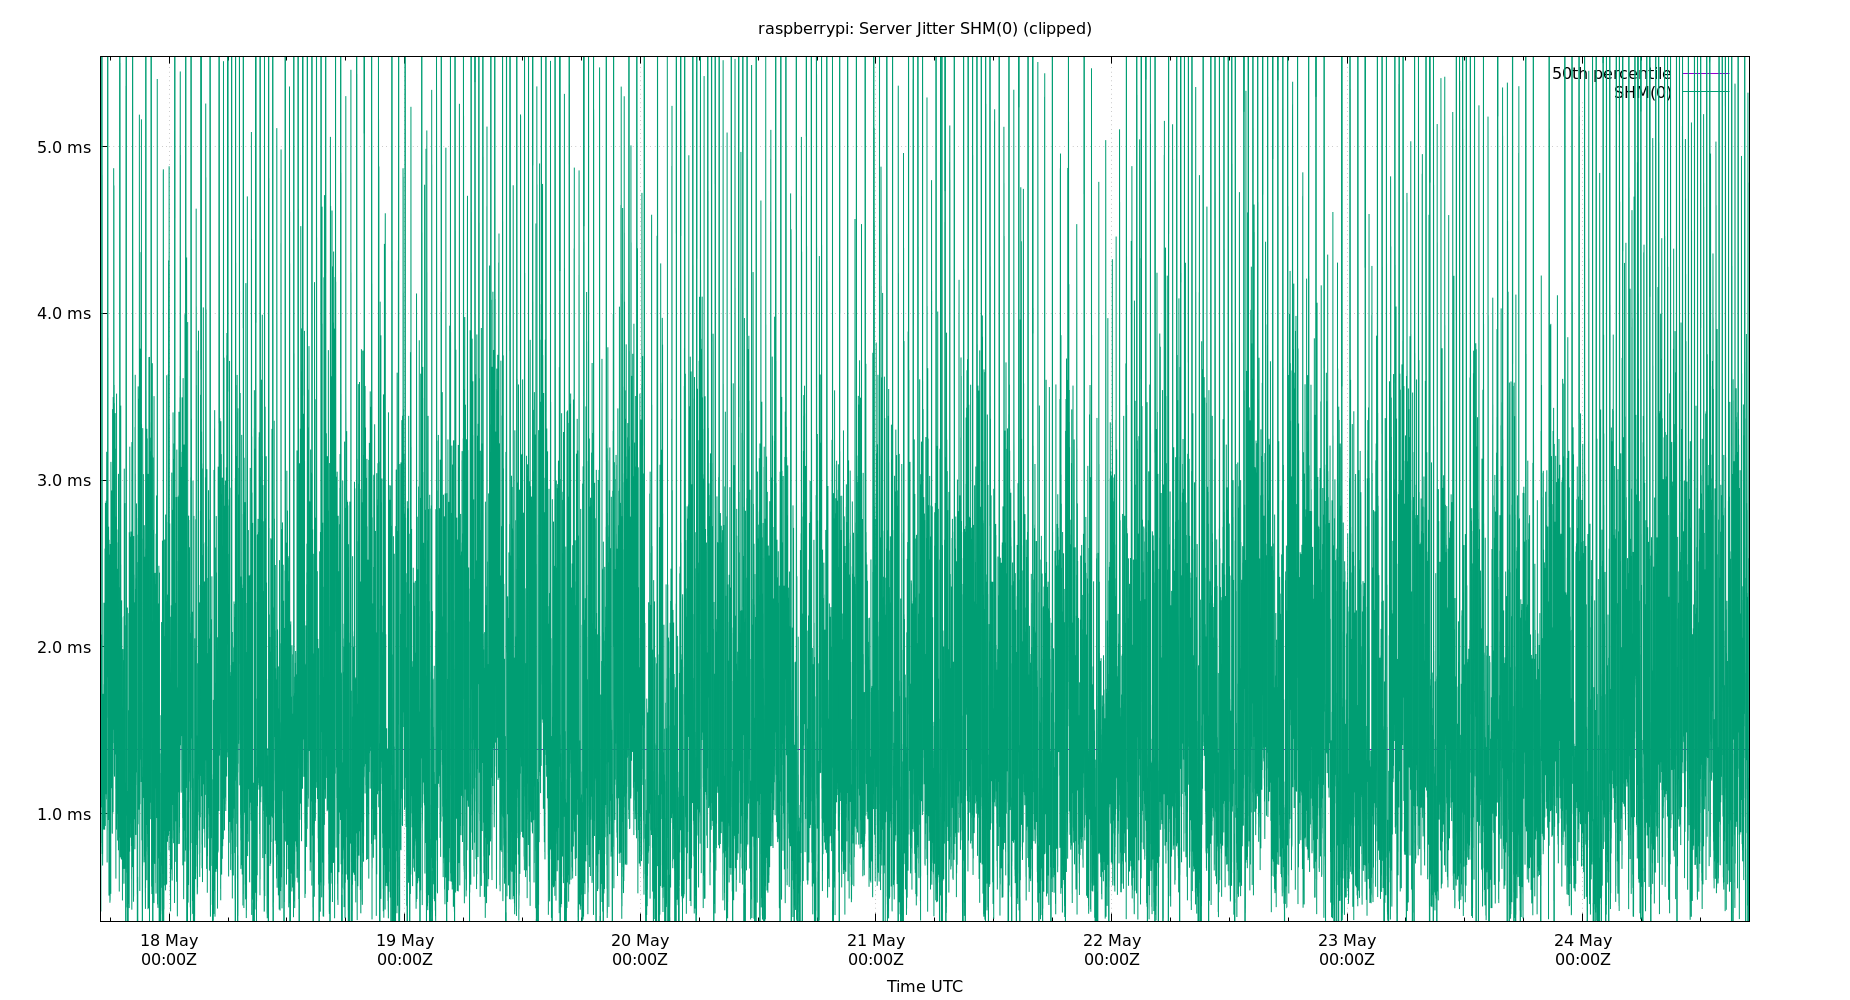 raspberrypi: Server Jitter SHM(0) (clipped)
50th percentile
SHM(0)
5.0 ms
4.0 ms
3.0 ms
2.0 ms
1.0 ms
18 May 19 May 20 May 21 May 22 May 23 May 24 May
00:00Z 00:00Z 00:00Z 00:00Z 00:00Z 00:00Z 00:00Z
Time UTC